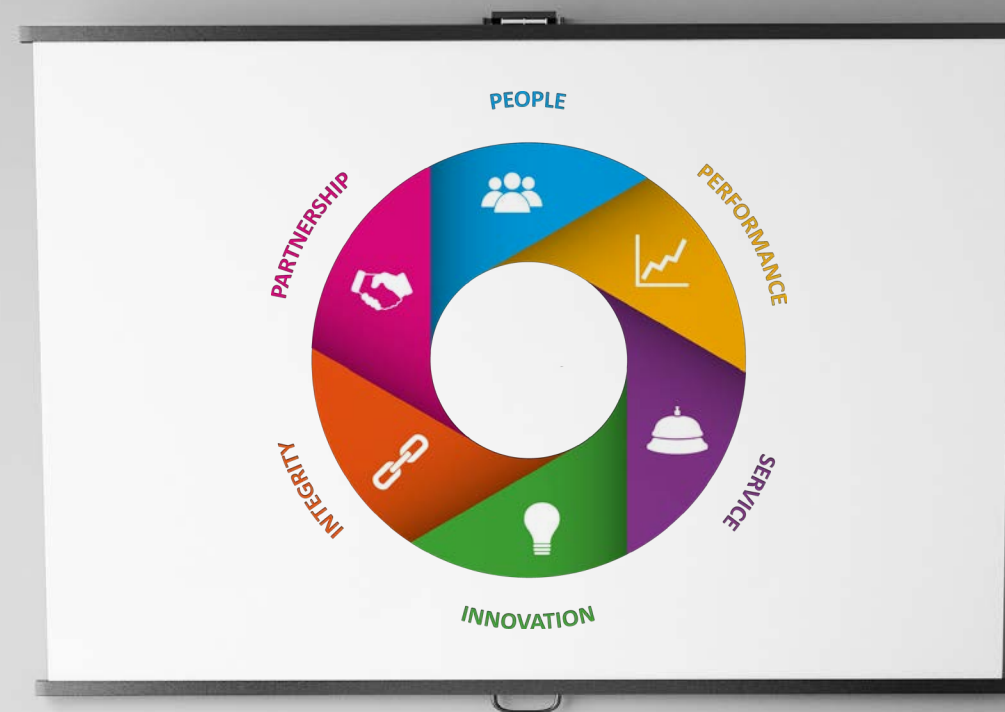 PEOPLE
PERFORMANCE
SERVICE
INNOVATION
INTEGRITY
PARTNERSHIP